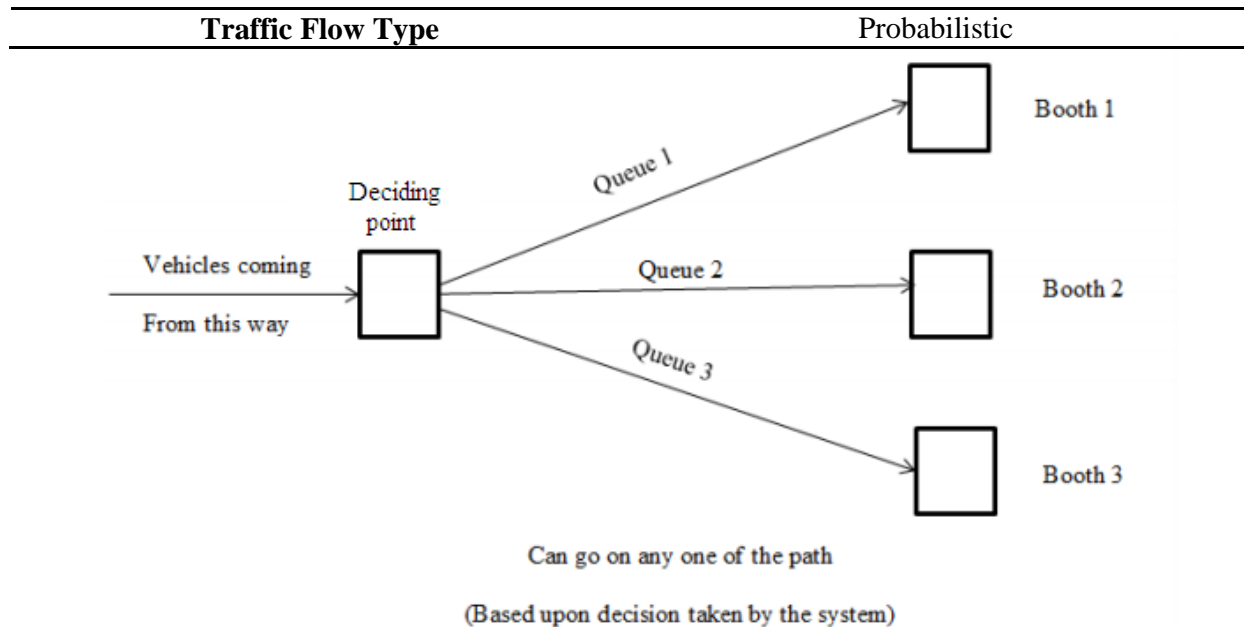 Traffic Flow Type Probabilistic
Booth 1
Queue 1
Deciding
point
Vehicles coming
Queue 2
Booth 2
From this way
Queue 3
Booth 3
Can go on any one of the path
(Based upon decision taken by the system)